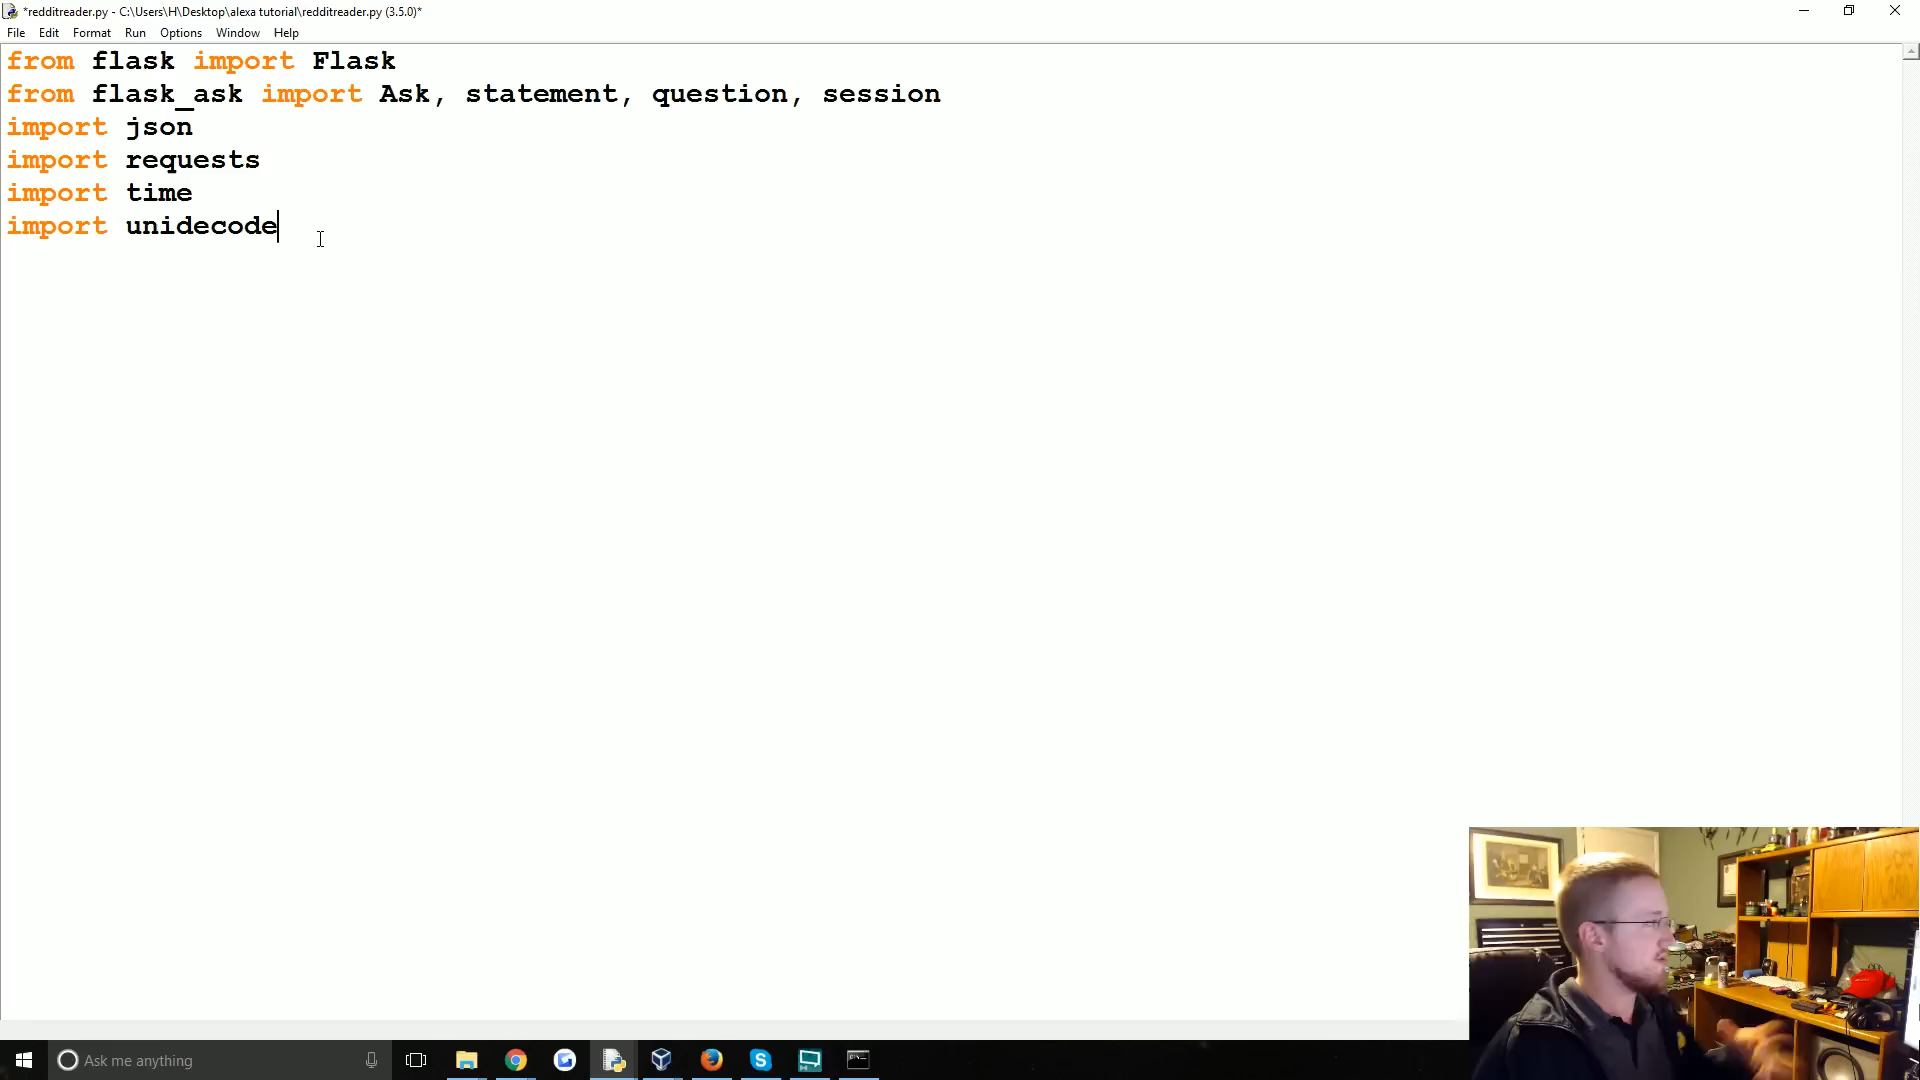 *redditreader.py - C:\Users\H\Desktop\alexa tutorial\redditreader.py (3.5.0)*
File Edit Format Run Options Window Help
from flask import Flask
from flask_ask import Ask, statement, question, session
import json
import requests
import time
import unidecode
Ask me anything